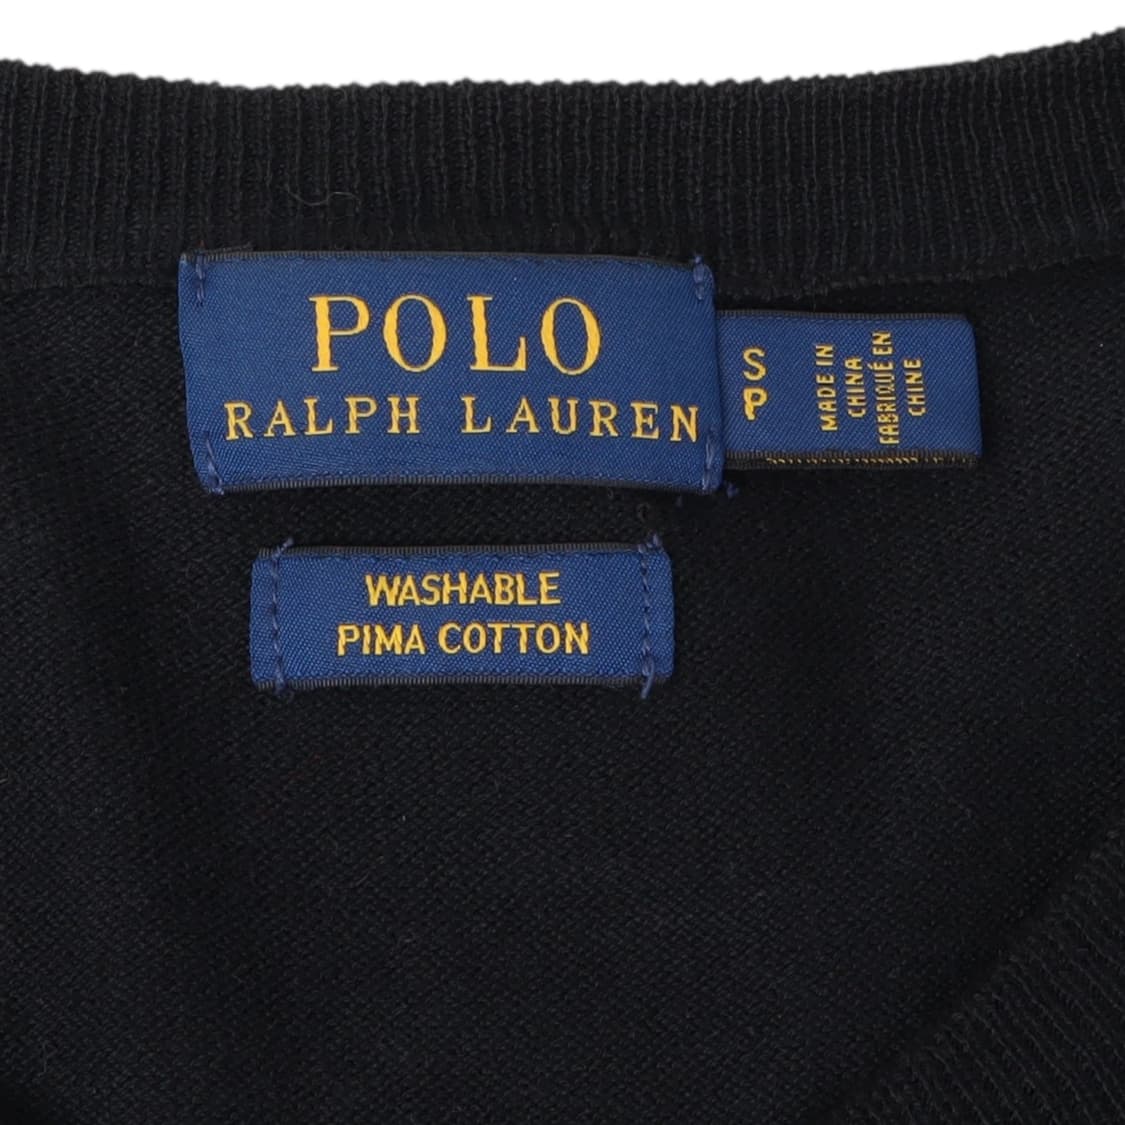 POLO
RALPH LAUREN
S
P
MADE IN
CHINA
FABRIQUÉ EN
CHINE
WASHABLE
PIMA COTTON